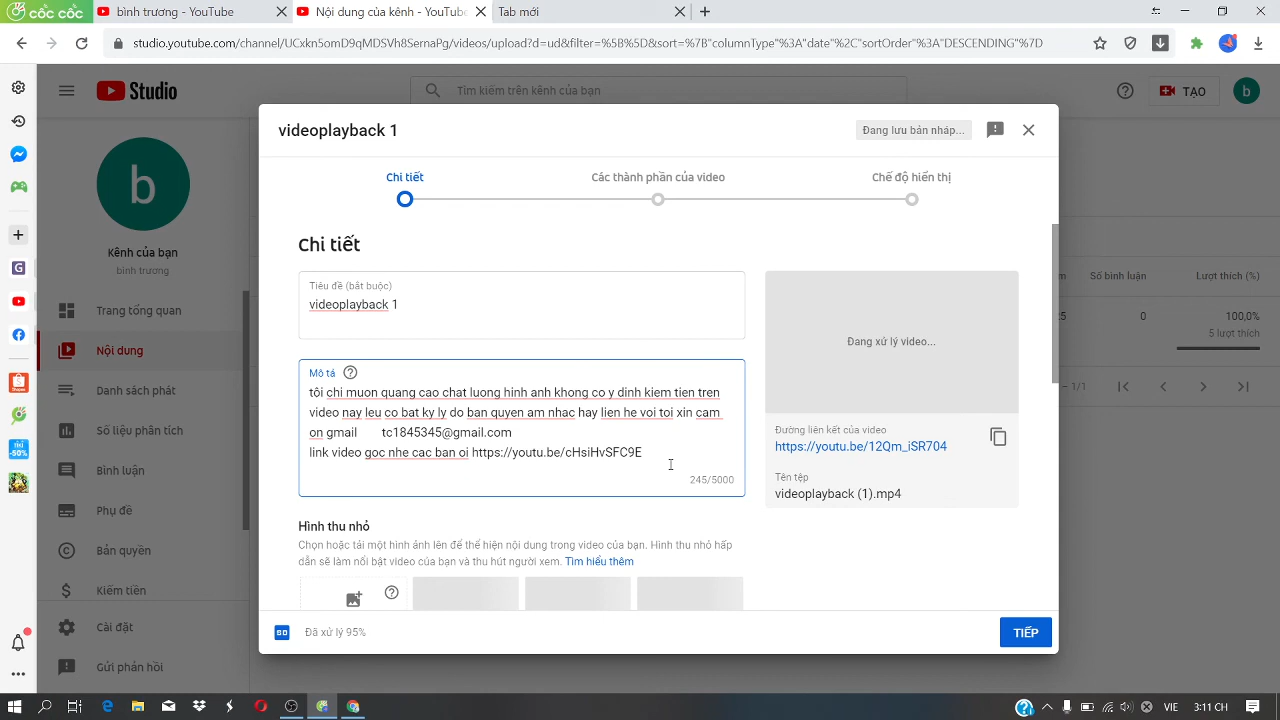 CỐC CỐC
bình trương - YouTube
Nội dung của kênh - YouTube
Tab mới
studio.youtube.com/channel/UCxkn5omD9qMDSVh8SernaPg/videos/upload?d=ud&filter=%5B%5D&sort=%7B"columnType"%3A"date"%2C"sortOrder"%3A"DESCENDING"%7D
Studio
Tìm kiếm trên kênh của bạn
TẠO
b
b
Kênh của bạn
bình trương
Trang tổng quan
Nội dung
Danh sách phát
Số liệu phân tích
Bình luận
Phụ đề
Bản quyền
Kiếm tiền
Cài đặt
Gửi phản hồi
videoplayback 1
Đang lưu bản nháp...
Chi tiết
Các thành phần của video
Chế độ hiển thị
Chi tiết
Tiêu đề (bắt buộc)
videoplayback 1
Mô tả
tôi chi muon quang cao chat luong hinh anh khong co y dinh kiem tien tren
video nay leu co bat ky ly do ban quyen am nhac hay lien he voi toi xin cam
on gmail tc1845345@gmail.com
link video goc nhe cac ban oi https://youtu.be/cHsiHvSFC9E
245/5000
Đang xử lý video...
Đường liên kết của video
https://youtu.be/12Qm_iSR704
Tên tệp
videoplayback (1).mp4
Hình thu nhỏ
Chọn hoặc tải một hình ảnh lên để thể hiện nội dung trong video của bạn. Hình thu nhỏ hấp
dẫn sẽ làm nổi bật video của bạn và thu hút người xem. Tìm hiểu thêm
SD
Đã xử lý 95%
TIẾP
Số bình luận
Lượt thích (%)
0
100,0%
5 lượt thích
1/1
-50%
VIE
3:11 CH